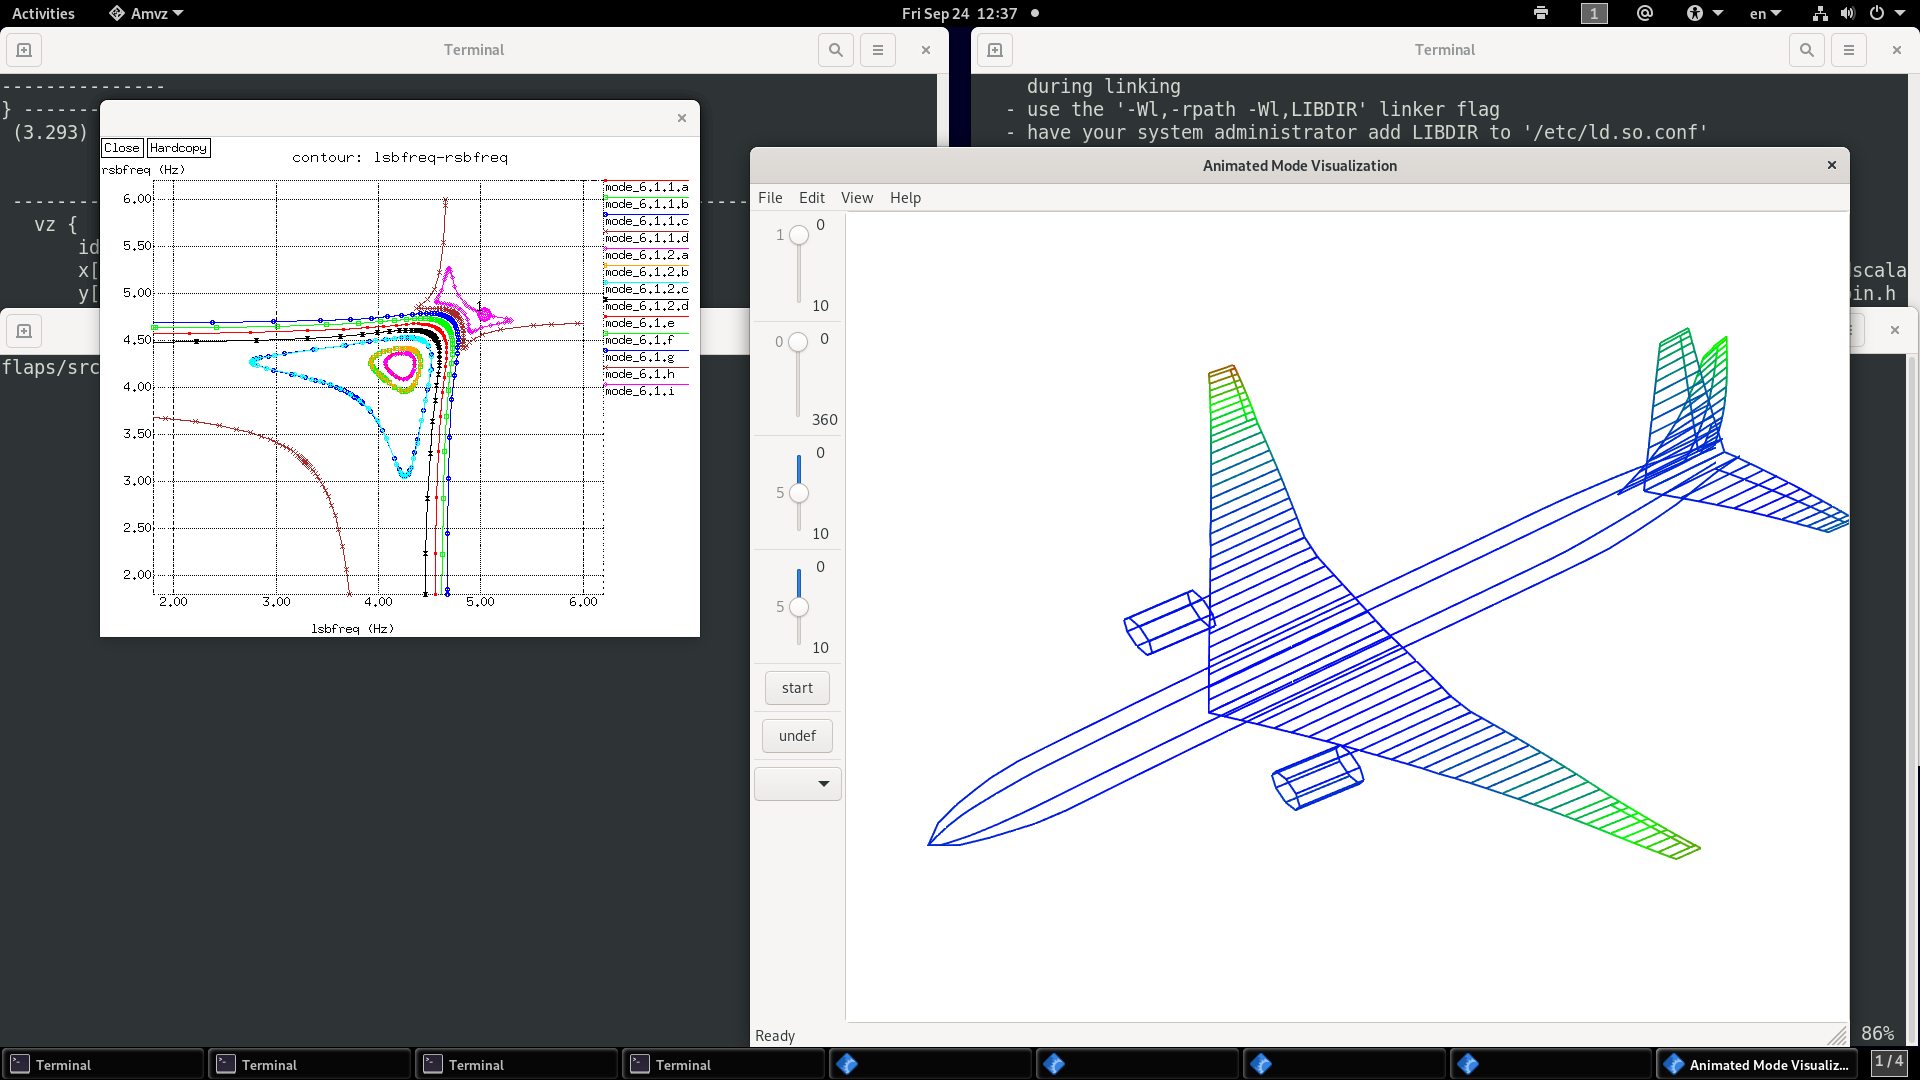 Activities
Amvz
Fri Sep 24 12:37
1
en
Terminal
Terminal
---------------
} -------
(3.293)
vz {
id
x[
y[
flaps/src
during linking
- use the '-Wl,-rpath -Wl,LIBDIR' linker flag
- have your system administrator add LIBDIR to '/etc/ld.so.conf'
Close
Hardcopy
contour: lsbfreq-rsbfreq
rsbfreq (Hz)
6.00
5.50
5.00
4.50
4.00
3.50
3.00
2.50
2.00
2.00 3.00 4.00 5.00 6.00
lsbfreq (Hz)
1
mode_6.1.1.a
mode_6.1.1.b
mode_6.1.1.c
mode_6.1.1.d
mode_6.1.2.a
mode_6.1.2.b
mode_6.1.2.c
mode_6.1.2.d
mode_6.1.e
mode_6.1.f
mode_6.1.g
mode_6.1.h
mode_6.1.i
Animated Mode Visualization
File Edit View Help
0
1
10
0
0
360
0
5
10
0
5
10
start
undef
Ready
scala
in.h
86%
Terminal
Terminal
Terminal
Terminal
Animated Mode Visualiz...
1 / 4